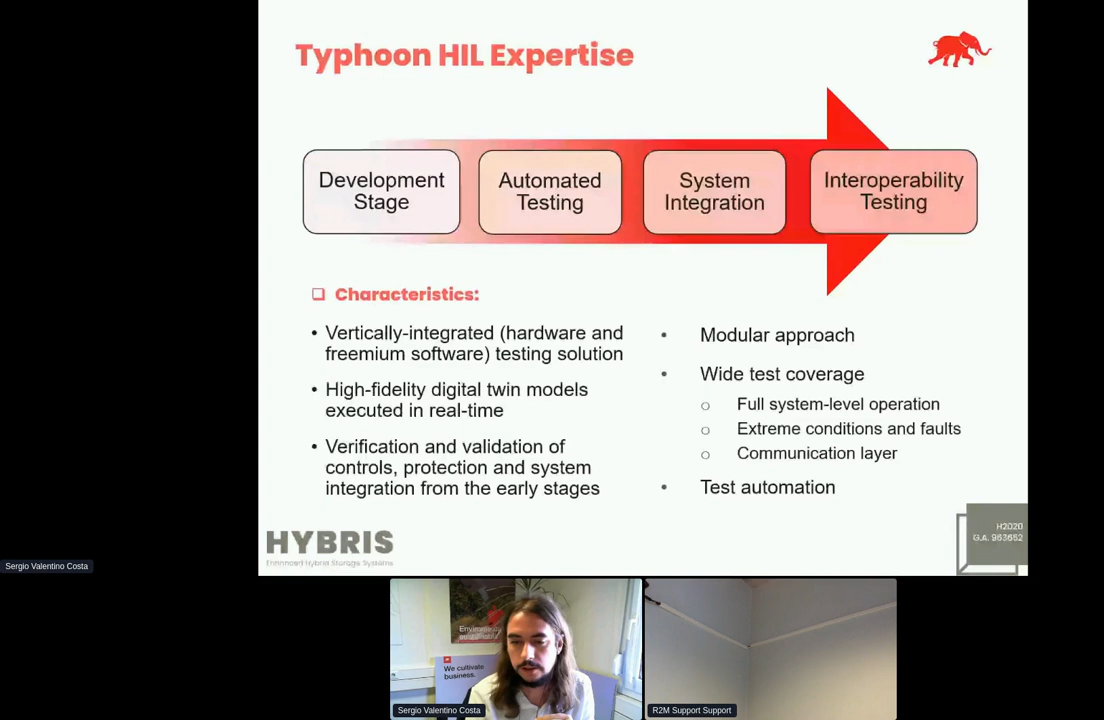 Typhoon HIL Expertise
Development
Stage
Automated
Testing
System
Integration
Interoperability
Testing
Characteristics:
• Vertically-integrated (hardware and
freemium software) testing solution
• High-fidelity digital twin models
executed in real-time
• Verification and validation of
controls, protection and system
integration from the early stages
• Modular approach
• Wide test coverage
o Full system-level operation
o Extreme conditions and faults
o Communication layer
• Test automation
HYBRIS
Enhanced Hybrid Storage Systems
H2020
G.A. 963652
Sergio Valentino Costa
We cultivate
business.
Sergio Valentino Costa
R2M Support Support